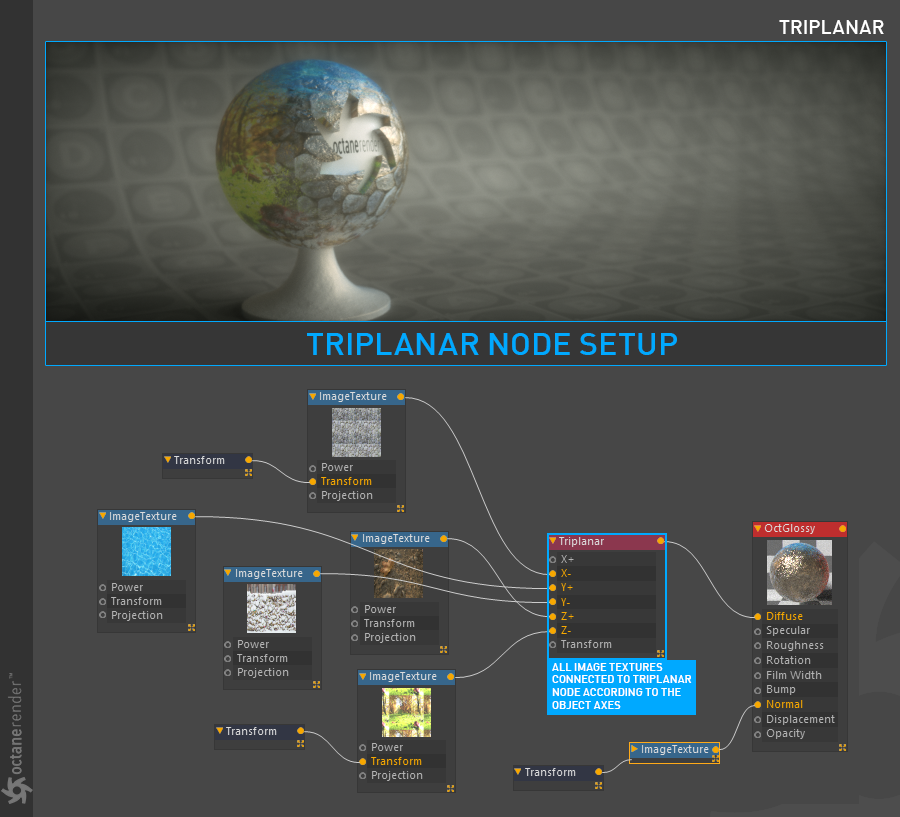 TRIPLANAR
octanerender
TRIPLANAR NODE SETUP
ImageTexture
Power
Transform
Projection
Transform
ImageTexture
Power
Transform
Projection
ImageTexture
Power
Transform
Projection
ImageTexture
Power
Transform
Projection
ImageTexture
Power
Transform
Projection
Transform
Triplanar
X+
X-
Y+
Y-
Z+
Z-
Transform
ALL IMAGE TEXTURES
CONNECTED TO TRIPLANAR
NODE ACCORDING TO THE
OBJECT AXES
OctGlossy
Diffuse
Specular
Roughness
Rotation
Film Width
Bump
Normal
Displacement
Opacity
ImageTexture
Transform
octanerender™